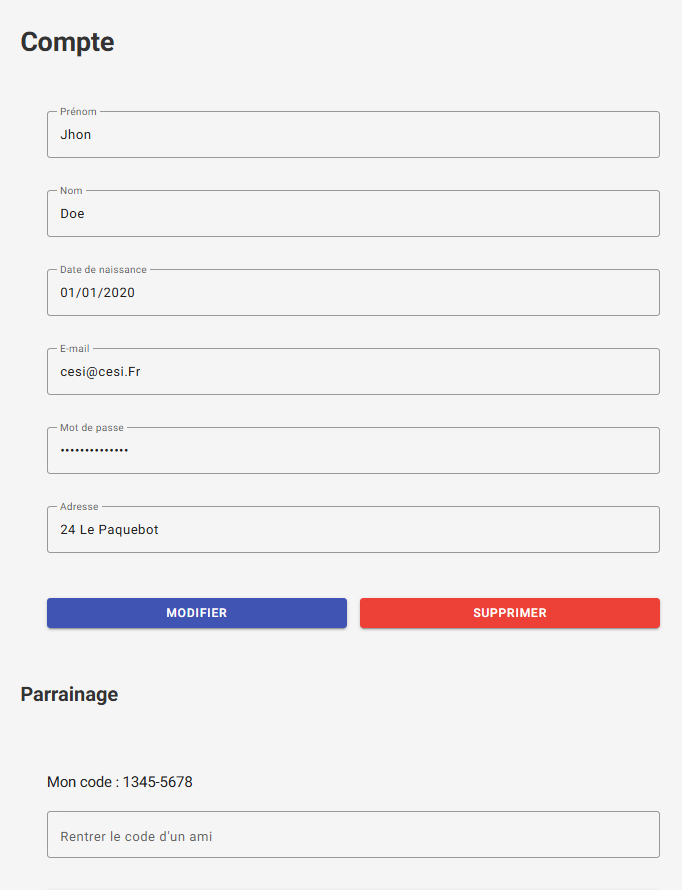 Compte
Prénom
Jhon
Nom
Doe
Date de naissance
01/01/2020
E-mail
cesi@cesi.Fr
Mot de passe
••••••••••••••
Adresse
24 Le Paquebot
MODIFIER
SUPPRIMER
Parrainage
Mon code : 1345-5678
Rentrer le code d'un ami